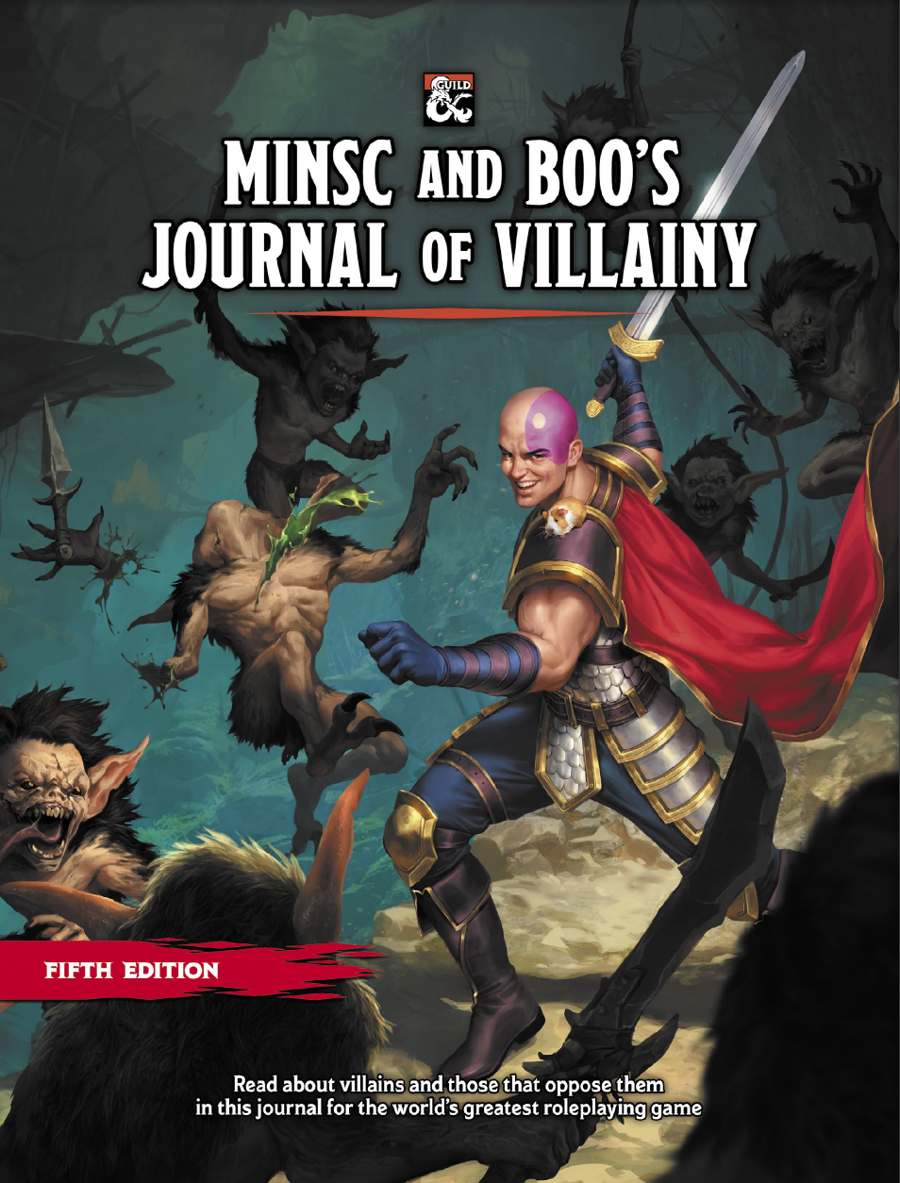 GUILD
MINSC AND BOO'S
JOURNAL OF VILLAINY
FIFTH EDITION
Read about villains and those that oppose them
in this journal for the world's greatest roleplaying game